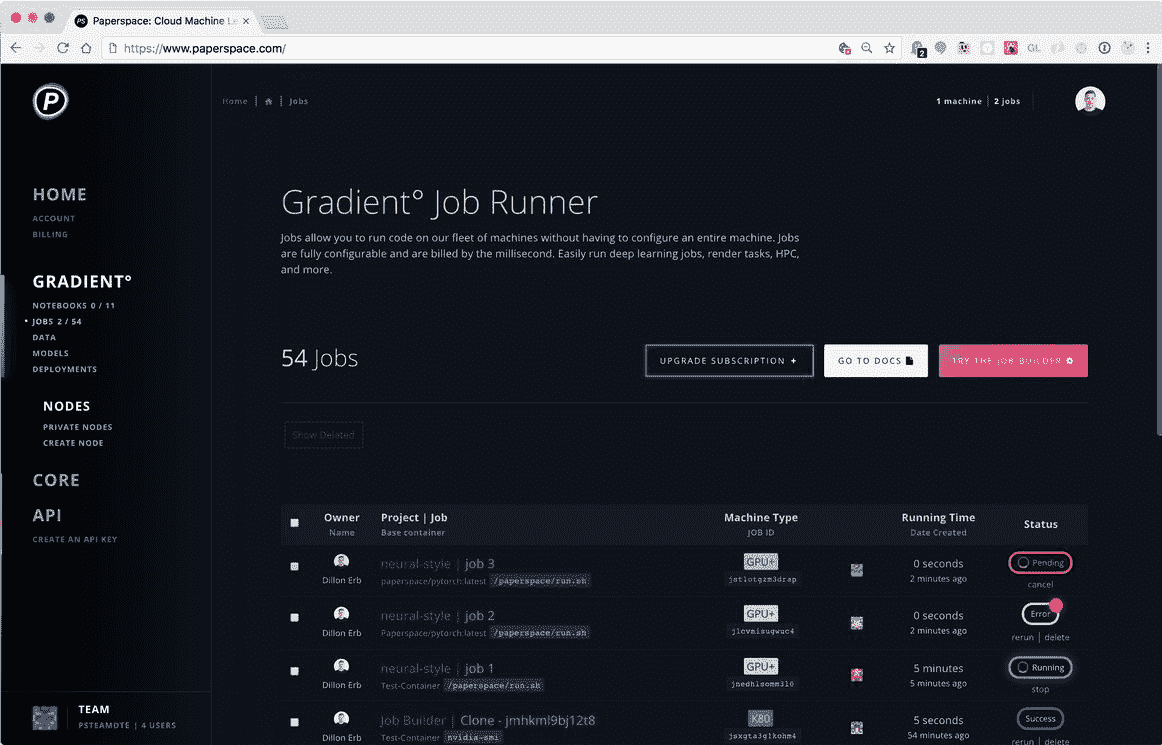 Paperspace: Cloud Machine Le
https://www.paperspace.com/
2
GL
P
Home | Jobs
1 machine | 2 jobs
HOME
ACCOUNT
BILLING
GRADIENT°
NOTEBOOKS 0 / 11
JOBS 2 / 54
DATA
MODELS
DEPLOYMENTS
NODES
PRIVATE NODES
CREATE NODE
CORE
API
CREATE AN API KEY
TEAM
PSTEAMDTE | 4 USERS
Gradient° Job Runner
Jobs allow you to run code on our fleet of machines without having to configure an entire machine. Jobs
are fully configurable and are billed by the millisecond. Easily run deep learning jobs, render tasks, HPC,
and more.
54 Jobs
UPGRADE SUBSCRIPTION +
GO TO DOCS
TRY THE JOB BUILDER
Show Deleted
Owner
Name
Project | Job
Base container
Machine Type
JOB ID
Running Time
Date Created
Status
Dillon Erb
neural-style | job 3
paperspace/pytorch:latest /paperspace/run.sh
GPU+
0 seconds
2 minutes ago
Pending
cancel
Dillon Erb
neural-style | job 2
Paperspace/pytorch:latest /paperspace/run.sh
GPU+
0 seconds
2 minutes ago
Error
rerun | delete
Dillon Erb
neural-style | job 1
Test-Container /paperspace/run.sh
GPU+
5 minutes
5 minutes ago
Running
stop
Dillon Erb
Job Builder | Clone - jmhkml9bj12t8
Test-Container nvidia-smi
K80
5 seconds
54 minutes ago
Success
rerun | delete